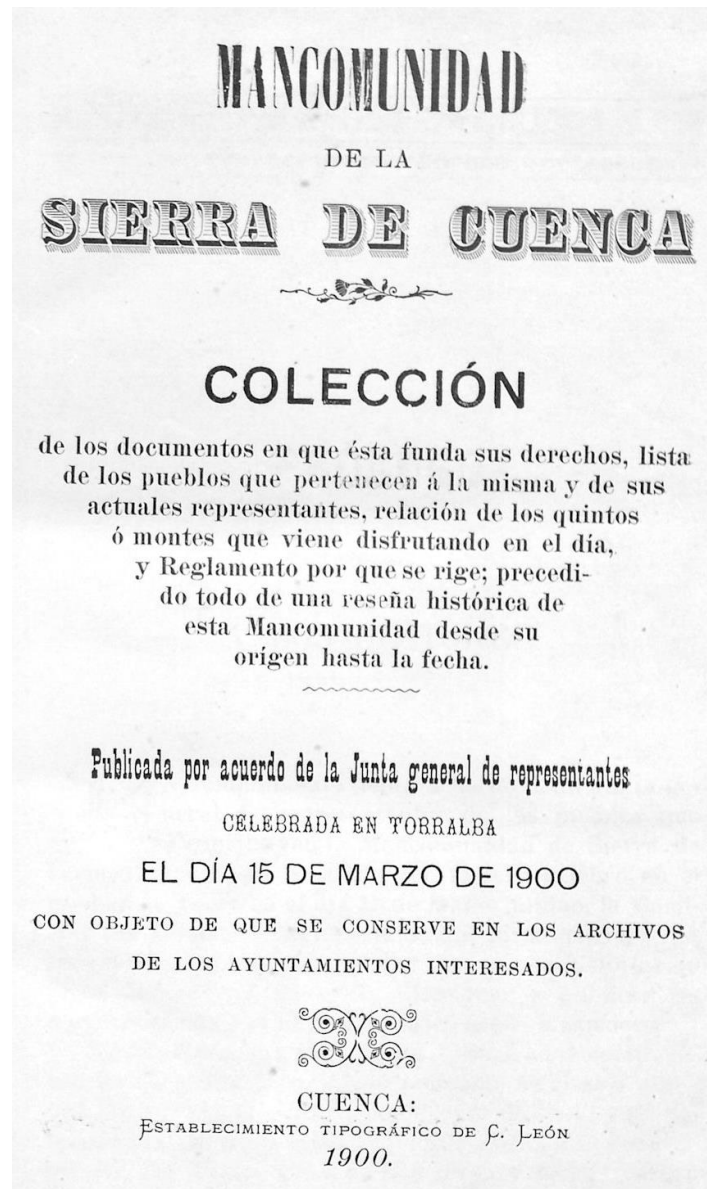 MANCOMUNIDAD
DE LA
SIERRA DE CUENCA
COLECCIÓN
de los documentos en que ésta funda sus derechos, lista
de los pueblos que pertenecen á la misma y de sus
actuales representantes, relación de los quintos
ó montes que viene disfrutando en el día,
y Reglamento por que se rige; precedi-
do todo de una reseña histórica de
esta Mancomunidad desde su
orígen hasta la fecha.
Publicada por acuerdo de la Junta general de representantes
CELEBRADA EN TORRALBA
EL DÍA 15 DE MARZO DE 1900
CON OBJETO DE QUE SE CONSERVE EN LOS ARCHIVOS
DE LOS AYUNTAMIENTOS INTERESADOS.
CUENCA:
ESTABLECIMIENTO TIPOGRÁFICO DE C. LEÓN
1900.